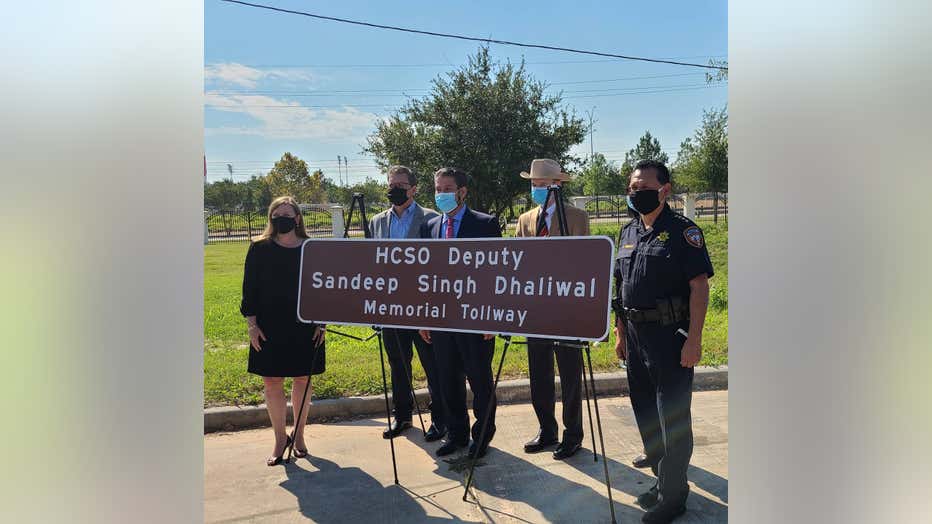 HCSO Deputy
Sandeep Singh Dhaliwal
Memorial Tollway